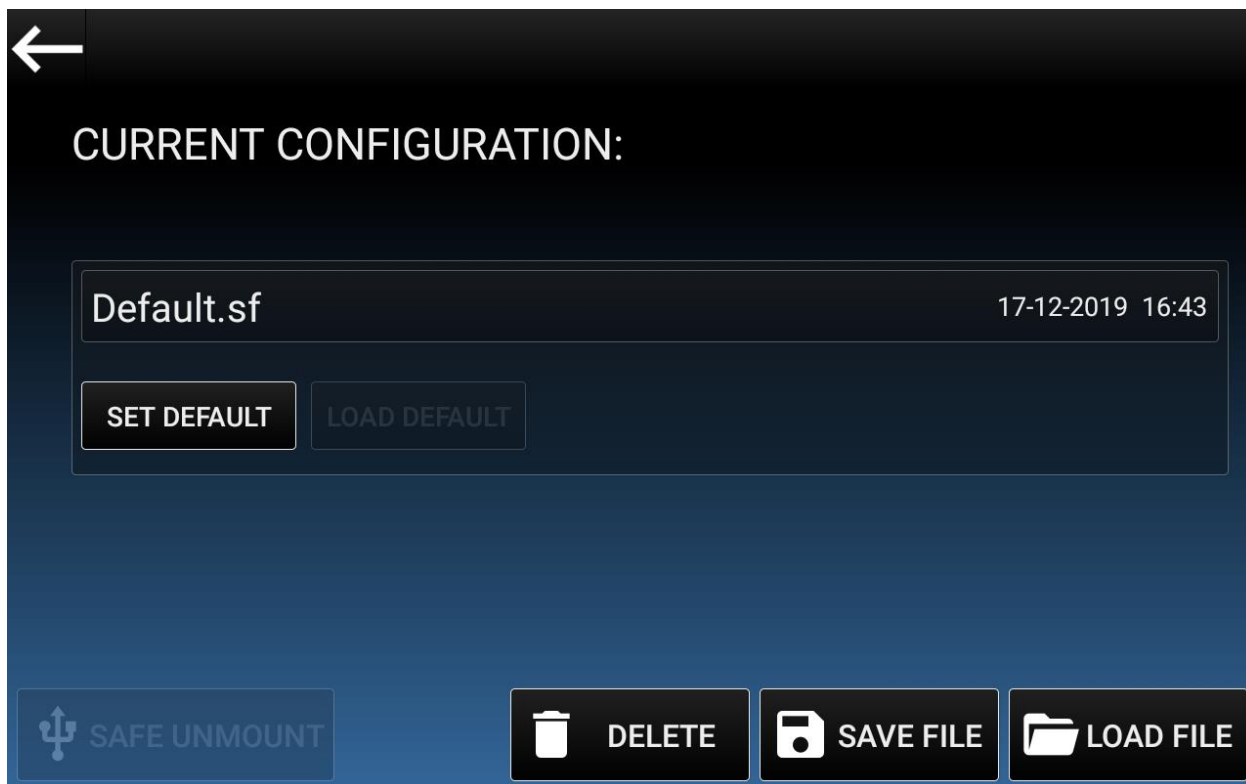 CURRENT CONFIGURATION:
Default.sf 17-12-2019 16:43
SET DEFAULT LOAD DEFAULT
SAFE UNMOUNT DELETE SAVE FILE LOAD FILE